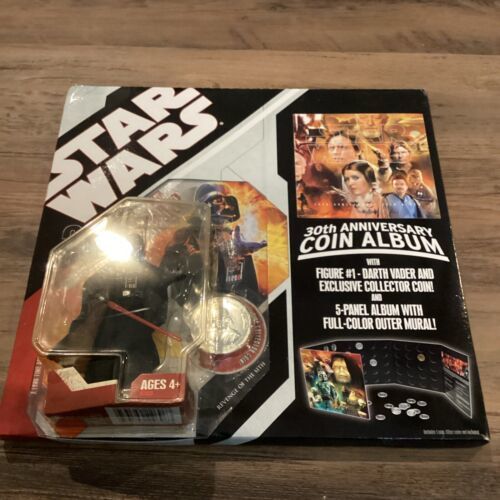 STAR
WARS
30TH ANNIVERSARY
COIN ALBUM
WITH
FIGURE #1 - DARTH VADER AND
EXCLUSIVE COLLECTOR COIN!
AND
5-PANEL ALBUM WITH
FULL-COLOR OUTER MURAL!
AGES 4+
REVENGE OF THE SITH